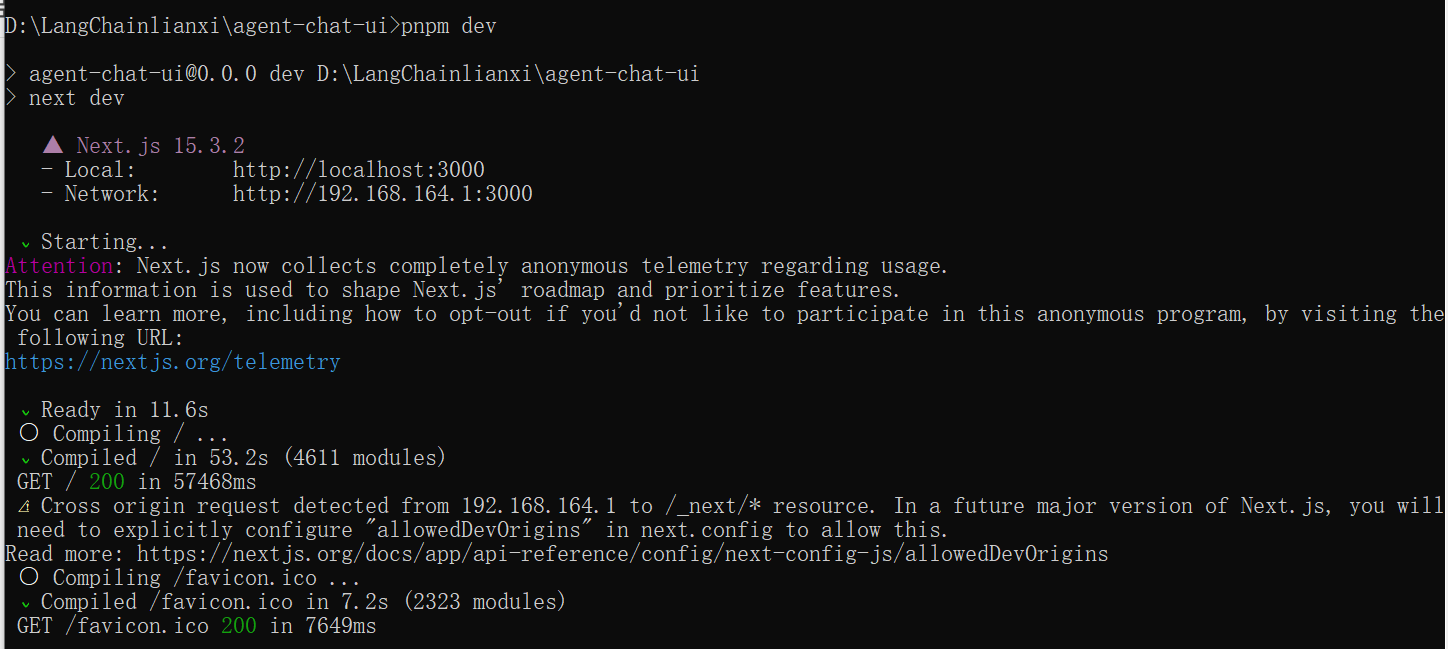 D:\LangChainlianxi\agent-chat-ui>pnpm dev
> agent-chat-ui@0.0.0 dev D:\LangChainlianxi\agent-chat-ui
> next dev
▲ Next.js 15.3.2
- Local: http://localhost:3000
- Network: http://192.168.164.1:3000
✓ Starting...
Attention: Next.js now collects completely anonymous telemetry regarding usage.
This information is used to shape Next.js' roadmap and prioritize features.
You can learn more, including how to opt-out if you'd not like to participate in this anonymous program, by visiting the
following URL:
https://nextjs.org/telemetry
✓ Ready in 11.6s
○ Compiling / ...
✓ Compiled / in 53.2s (4611 modules)
GET / 200 in 57468ms
⚠ Cross origin request detected from 192.168.164.1 to /_next/* resource. In a future major version of Next.js, you will
need to explicitly configure "allowedDevOrigins" in next.config to allow this.
Read more: https://nextjs.org/docs/app/api-reference/config/next-config-js/allowedDevOrigins
○ Compiling /favicon.ico ...
✓ Compiled /favicon.ico in 7.2s (2323 modules)
GET /favicon.ico 200 in 7649ms